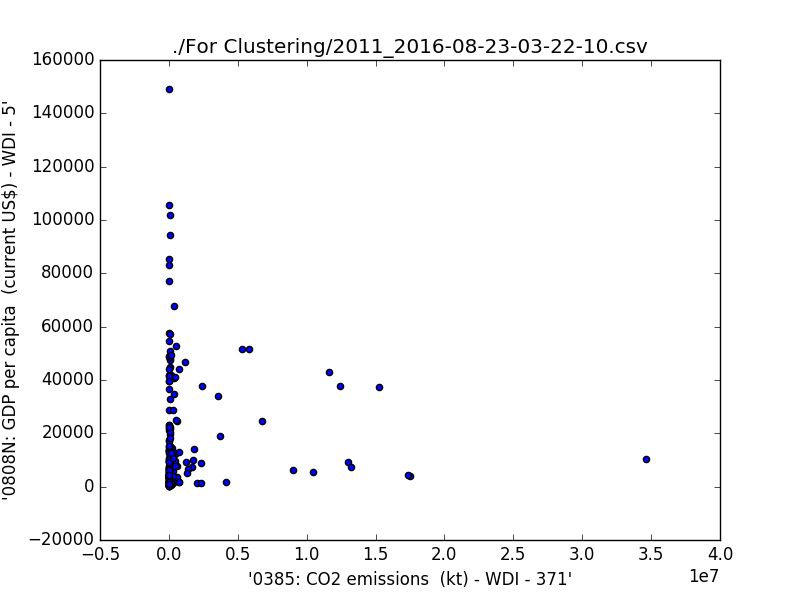 ./For Clustering/2011_2016-08-23-03-22-10.csv
160000
140000
120000
100000
80000
60000
40000
20000
0
−20000
'0808N: GDP per capita  (current US$) - WDI - 5'
−0.5 0.0 0.5 1.0 1.5 2.0 2.5 3.0 3.5 4.0
1e7
'0385: CO2 emissions  (kt) - WDI - 371'